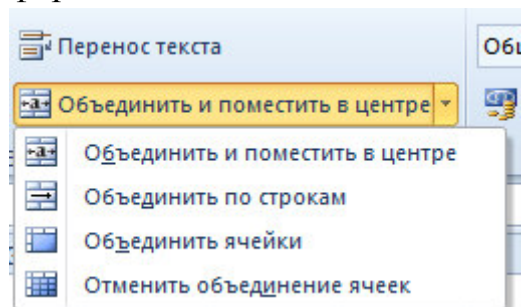 Перенос текста
Объединить и поместить в центре
Объединить и поместить в центре
Объединить по строкам
Объединить ячейки
Отменить объединение ячеек